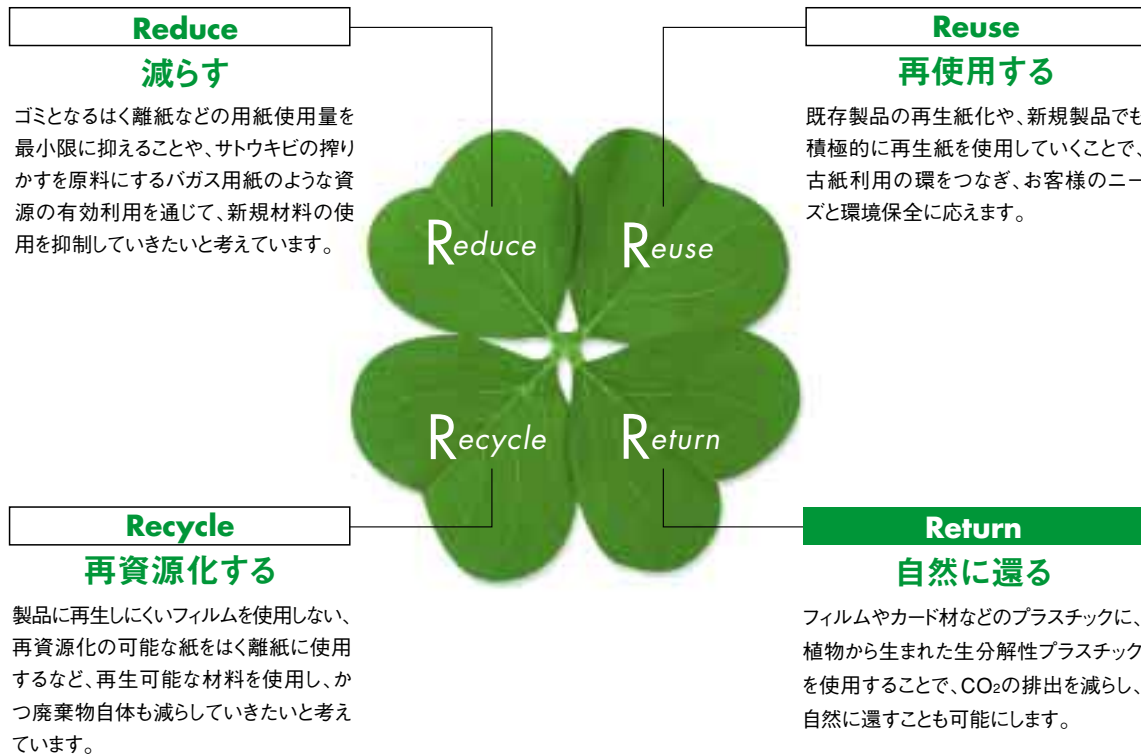 Reduce
減らす
ゴミとなるはく離紙などの用紙使用量を
最小限に抑えることや、サトウキビの搾り
かすを原料にするバガス用紙のような資
源の有効利用を通じて、新規材料の使
用を抑制していきたいと考えています。
Reuse
再使用する
既存製品の再生紙化や、新規製品でも
積極的に再生紙を使用していくことで、
古紙利用の環をつなぎ、お客様のニー
ズと環境保全に応えます。
Reduce
Reuse
Recycle
Return
Recycle
再資源化する
製品に再生しにくいフィルムを使用しない、
再資源化の可能な紙をはく離紙に使用
するなど、再生可能な材料を使用し、か
つ廃棄物自体も減らしていきたいと考え
ています。
Return
自然に還る
フィルムやカード材などのプラスチックに、
植物から生まれた生分解性プラスチック
を使用することで、CO₂の排出を減らし、
自然に還すことも可能にします。